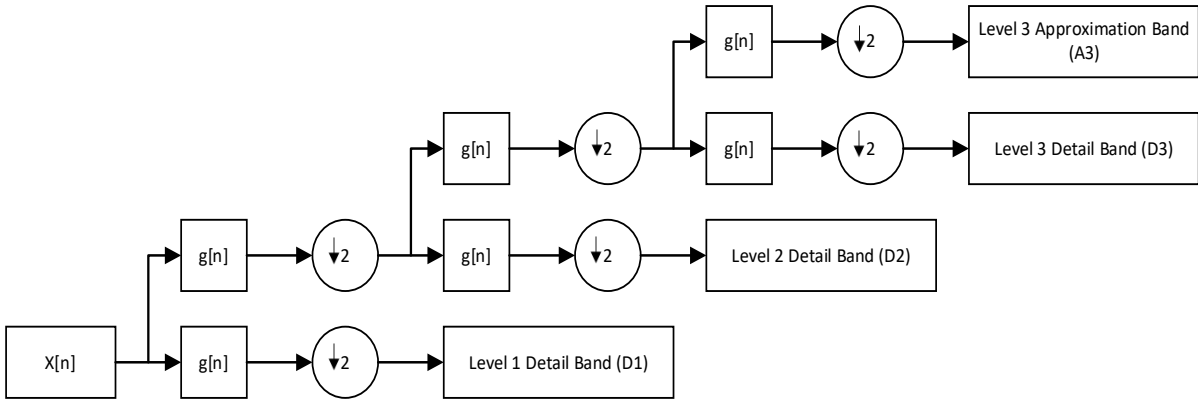 g[n]
↓2
Level 3 Approximation Band
(A3)
g[n]
↓2
g[n]
↓2
Level 3 Detail Band (D3)
g[n]
↓2
g[n]
↓2
Level 2 Detail Band (D2)
X[n]
g[n]
↓2
Level 1 Detail Band (D1)